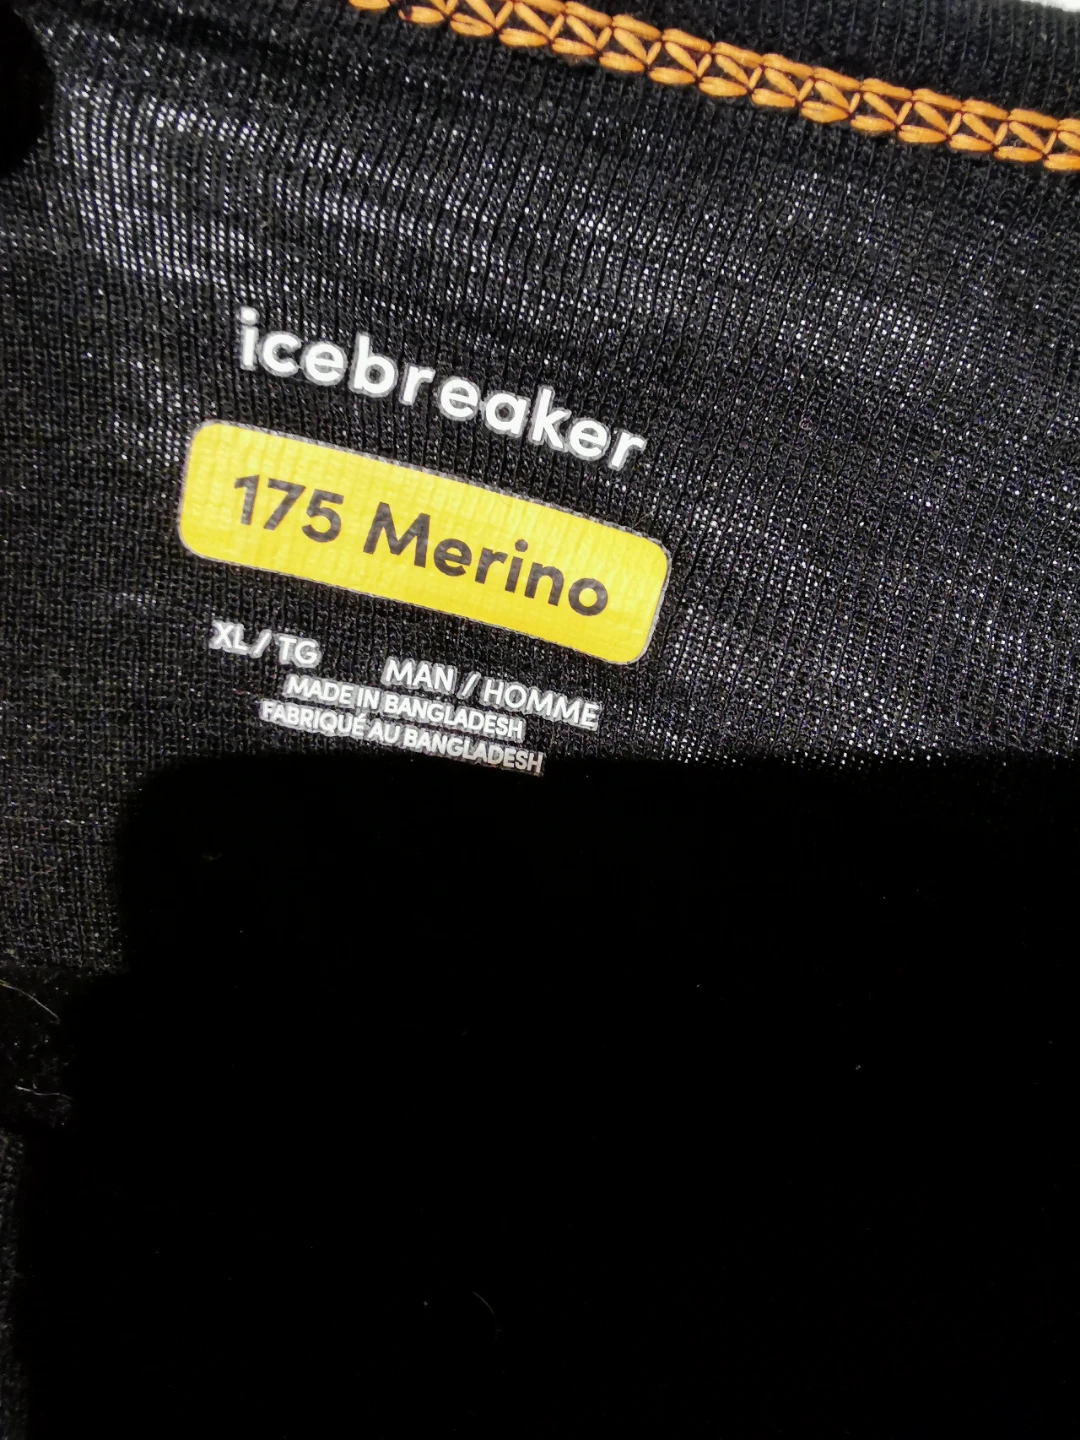 icebreaker
175 Merino
XL / TG MAN / HOMME
MADE IN BANGLADESH
FABRIQUÉ AU BANGLADESH